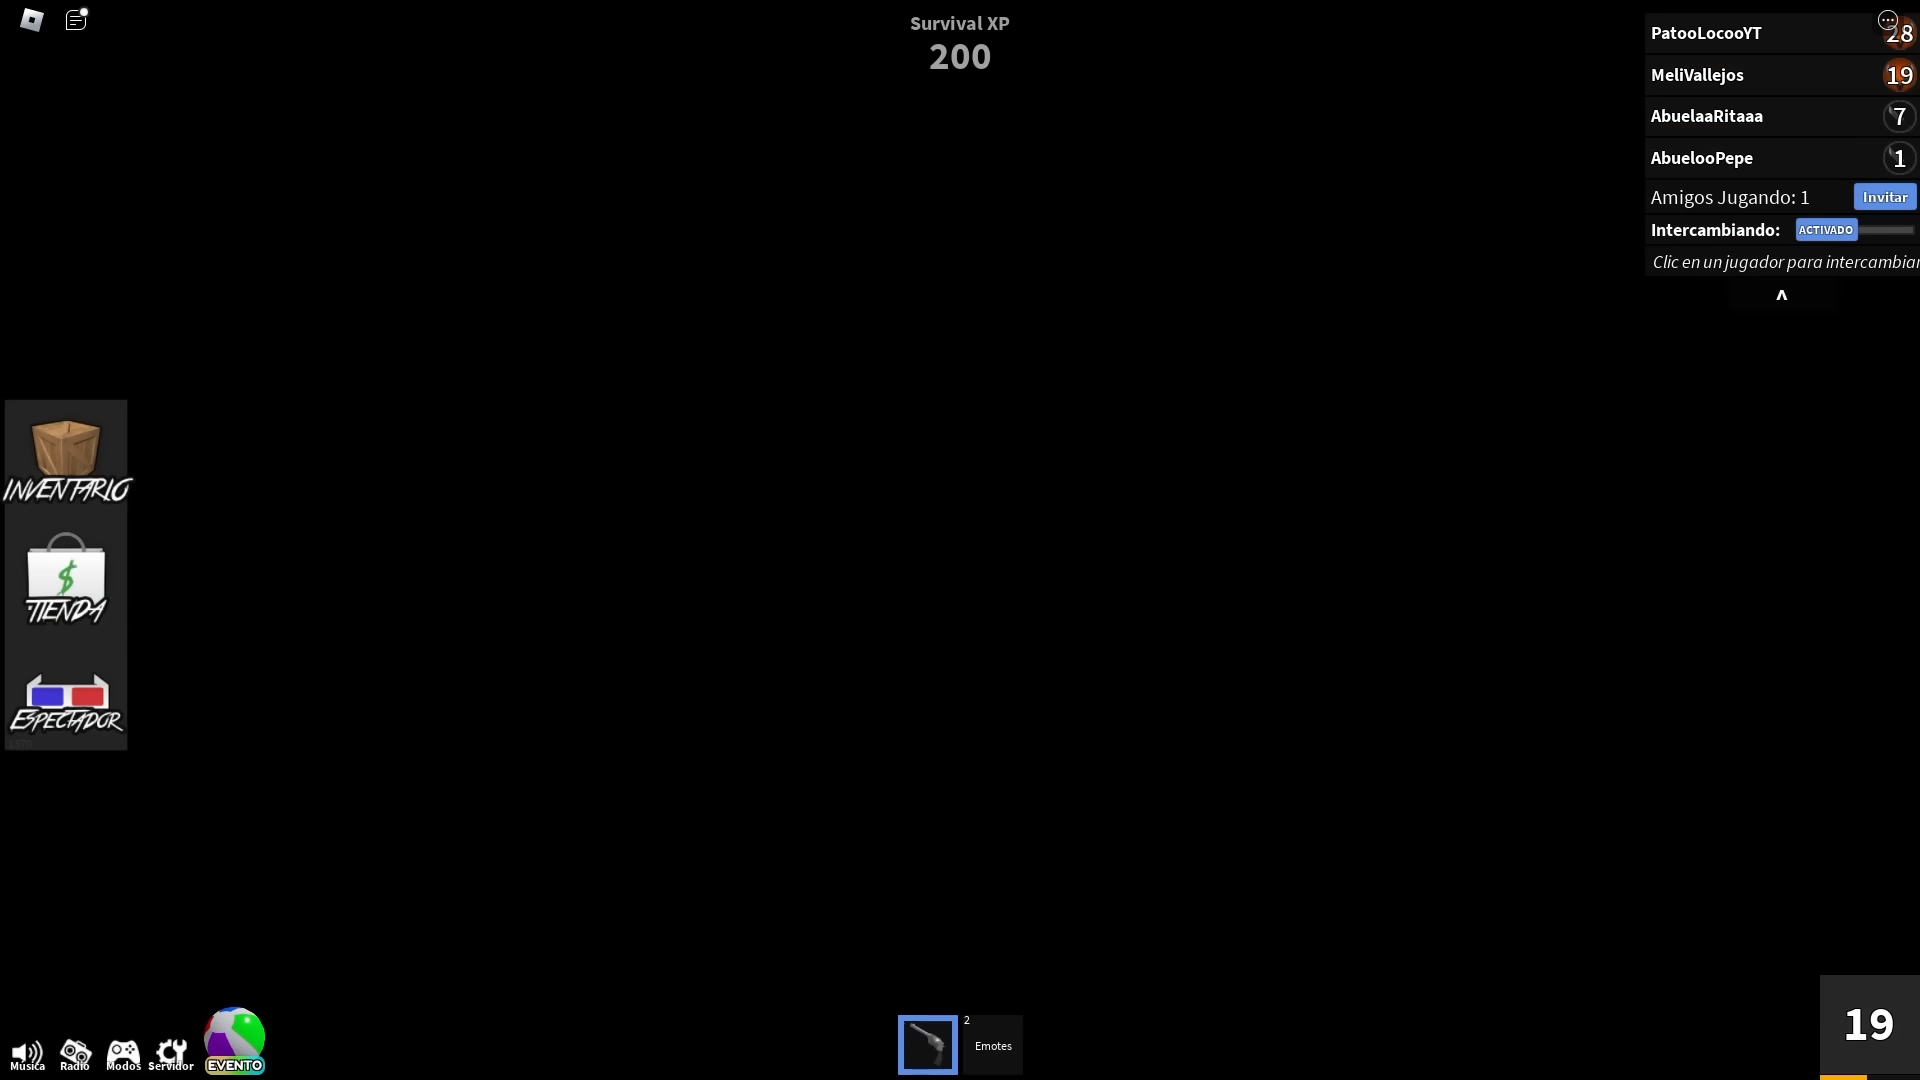 Survival XP
200
PatooLocooYT 28
MeliVallejos 19
AbuelaaRitaaa 7
AbuelooPepe 1
Amigos Jugando: 1 Invitar
Intercambiando: ACTIVADO
Clic en un jugador para intercambiar
^
INVENTARIO
$
TIENDA
ESPECTADOR
Música Radio Modos Servidor EVENTO
2
Emotes
19